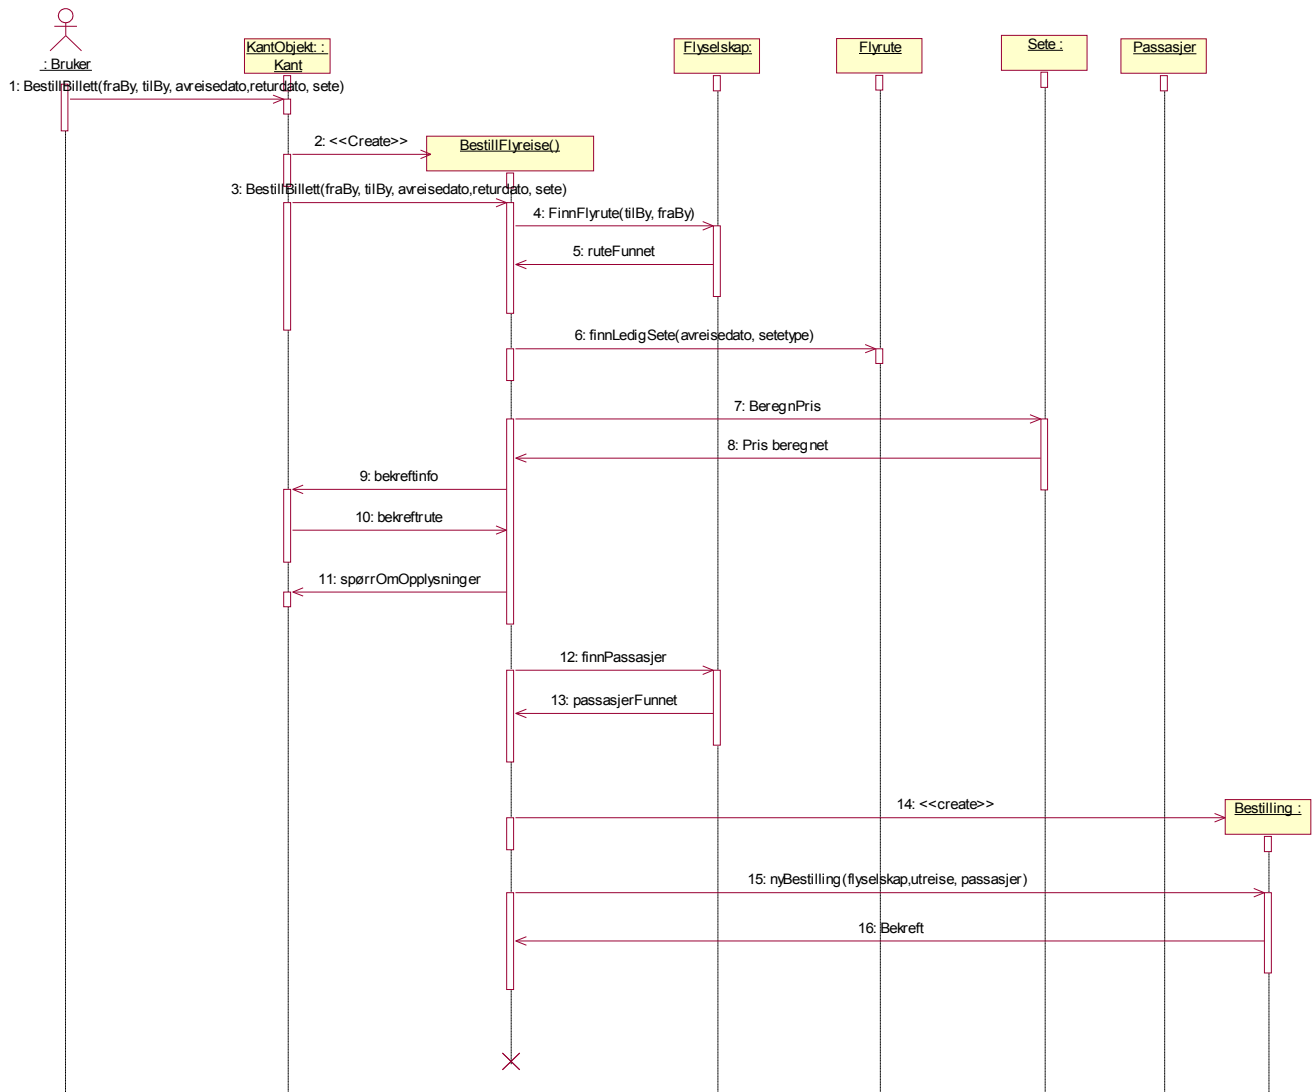 : Bruker
KantObjekt: :
Kant
Flyselskap:
Flyrute
Sete :
Passasjer
1: BestillBillett(fraBy, tilBy, avreisedato,returdato, sete)
2: <<Create>>
BestillFlyreise()
3: BestillBillett(fraBy, tilBy, avreisedato,returdato, sete)
4: FinnFlyrute(tilBy, fraBy)
5: ruteFunnet
6: finnLedigSete(avreisedato, setetype)
7: BeregnPris
8: Pris beregnet
9: bekreftinfo
10: bekreftrute
11: spørrOmOpplysninger
12: finnPassasjer
13: passasjerFunnet
14: <<create>>
Bestilling :
15: nyBestilling(flyselskap,utreise, passasjer)
16: Bekreft